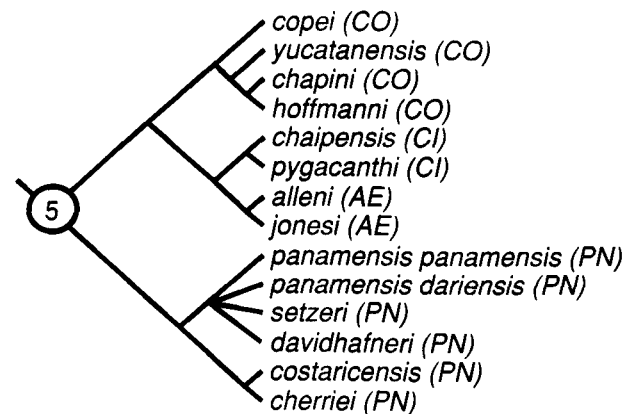 copei (CO)
yucatanensis (CO)
chapini (CO)
hoffmanni (CO)
chaipensis (CI)
pygacanthi (CI)
5
alleni (AE)
jonesi (AE)
panamensis panamensis (PN)
panamensis dariensis (PN)
setzeri (PN)
davidhafneri (PN)
costaricensis (PN)
cherriei (PN)